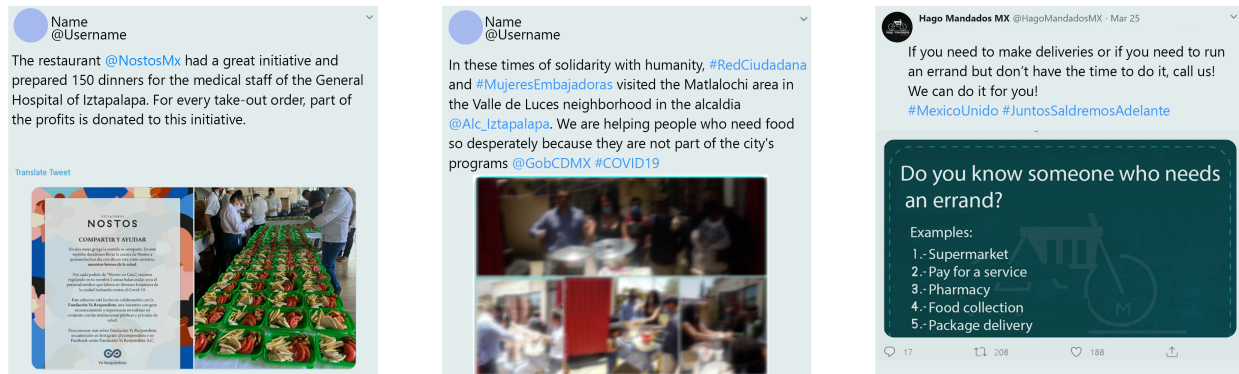 Name
@Username
The restaurant @NostosMx had a great initiative and
prepared 150 dinners for the medical staff of the General
Hospital of Iztapalapa. For every take-out order, part of
the profits is donated to this initiative.
Translate Tweet
NOSTOS
COMPARTIR Y AYUDAR
Name
@Username
In these times of solidarity with humanity, #RedCiudadana
and #MujeresEmbajadoras visited the Matlalochi area in
the Valle de Luces neighborhood in the alcaldia
@Alc_Iztapalapa. We are helping people who need food
so desperately because they are not part of the city's
programs @GobCDMX #COVID19
Hago Mandados MX @HagoMandadosMX · Mar 25
If you need to make deliveries or if you need to run
an errand but don't have the time to do it, call us!
We can do it for you!
#MexicoUnido #JuntosSaldremosAdelante
Do you know someone who needs
an errand?
Examples:
1.- Supermarket
2.- Pay for a service
3.- Pharmacy
4.- Food collection
5.- Package delivery
17 208 188